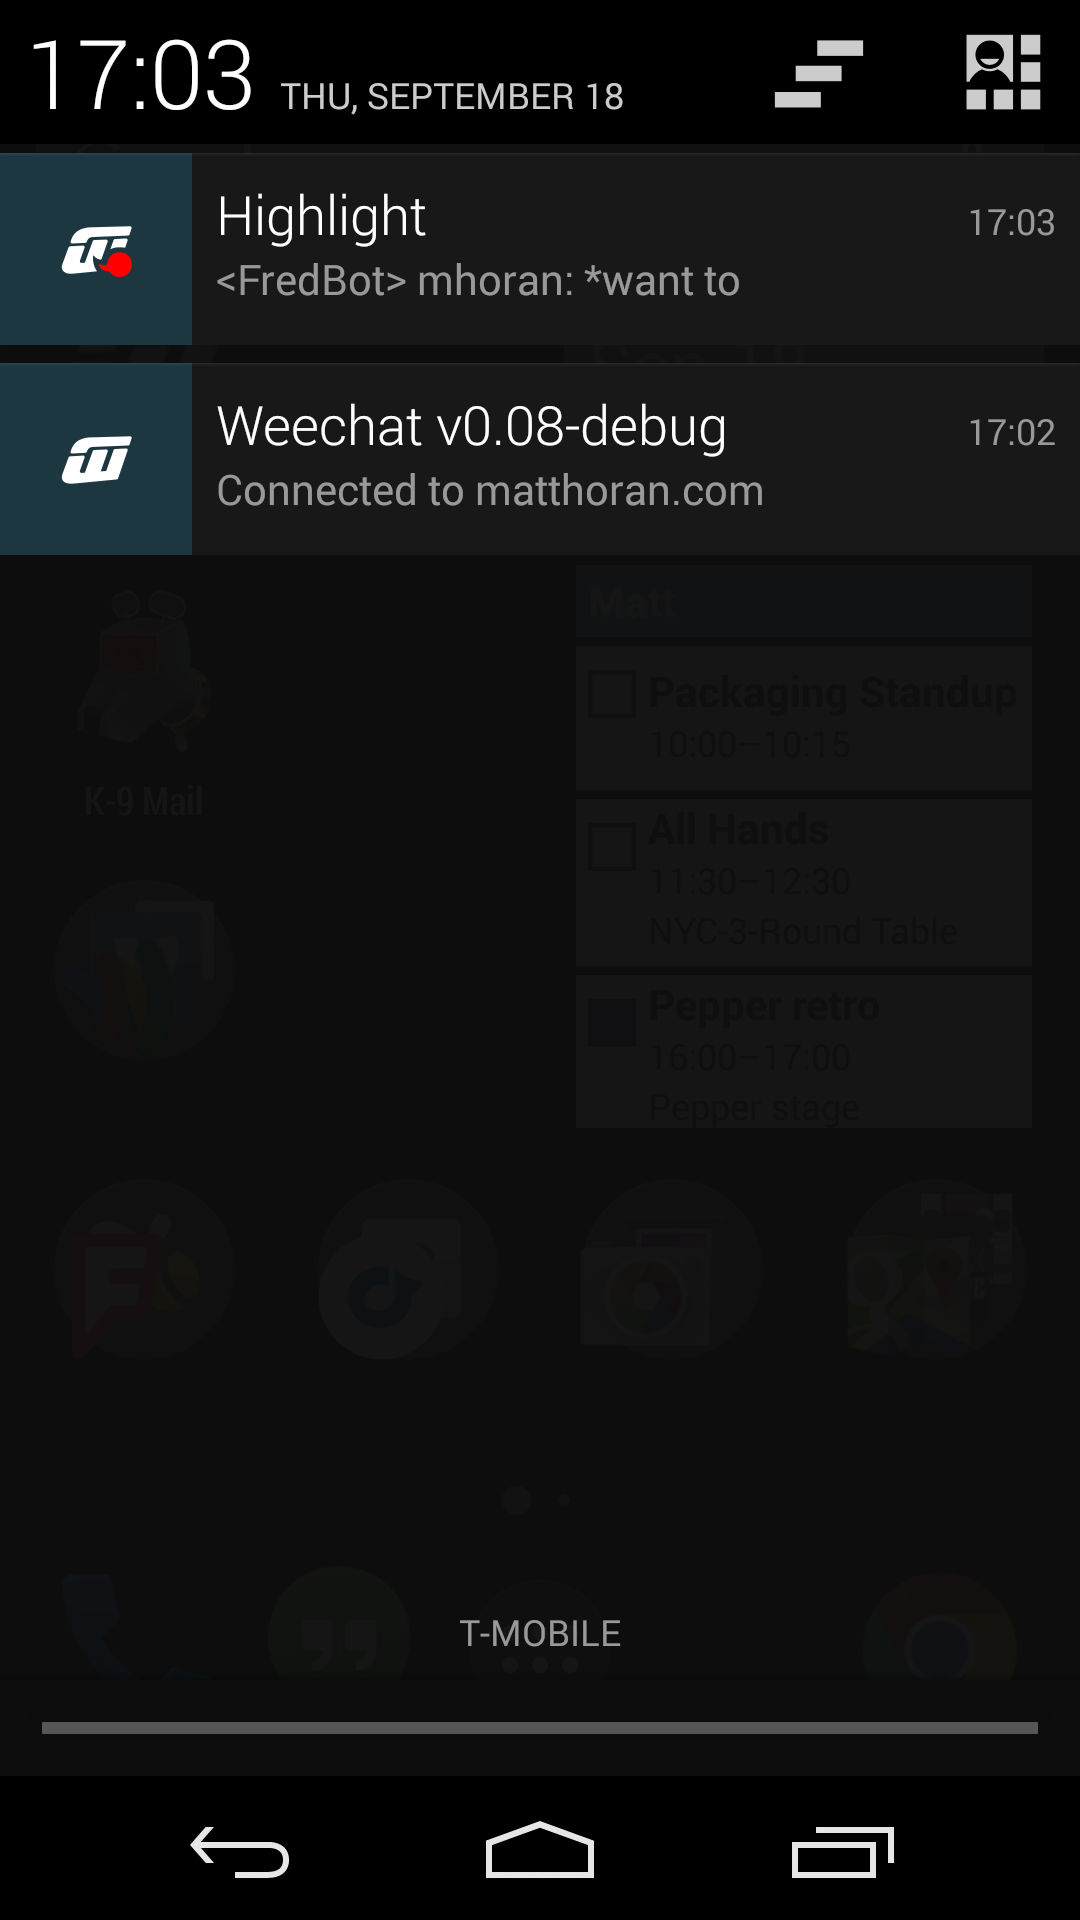 17:03 THU, SEPTEMBER 18
Highlight 17:03
<FredBot> mhoran: *want to
Sep 18
Weechat v0.08-debug 17:02
Connected to matthoran.com
Matt
Packaging Standup
10:00–10:15
K-9 Mail
All Hands
11:30–12:30
NYC-3-Round Table
Pepper retro
16:00–17:00
Pepper stage
T-MOBILE